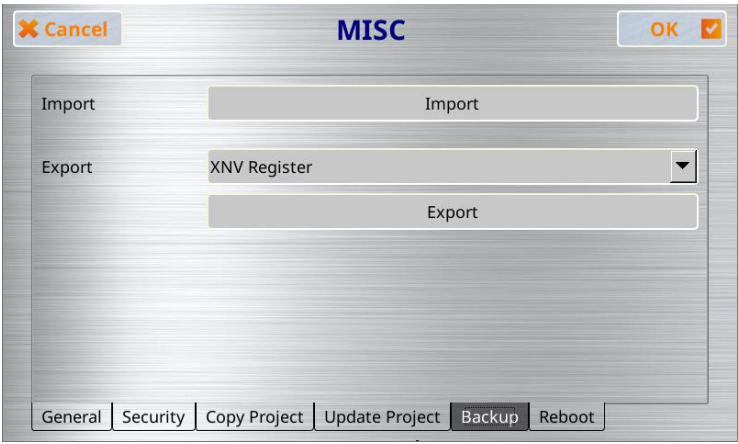 Cancel MISC OK
Import Import
Export XNV Register
Export
General Security Copy Project Update Project Backup Reboot